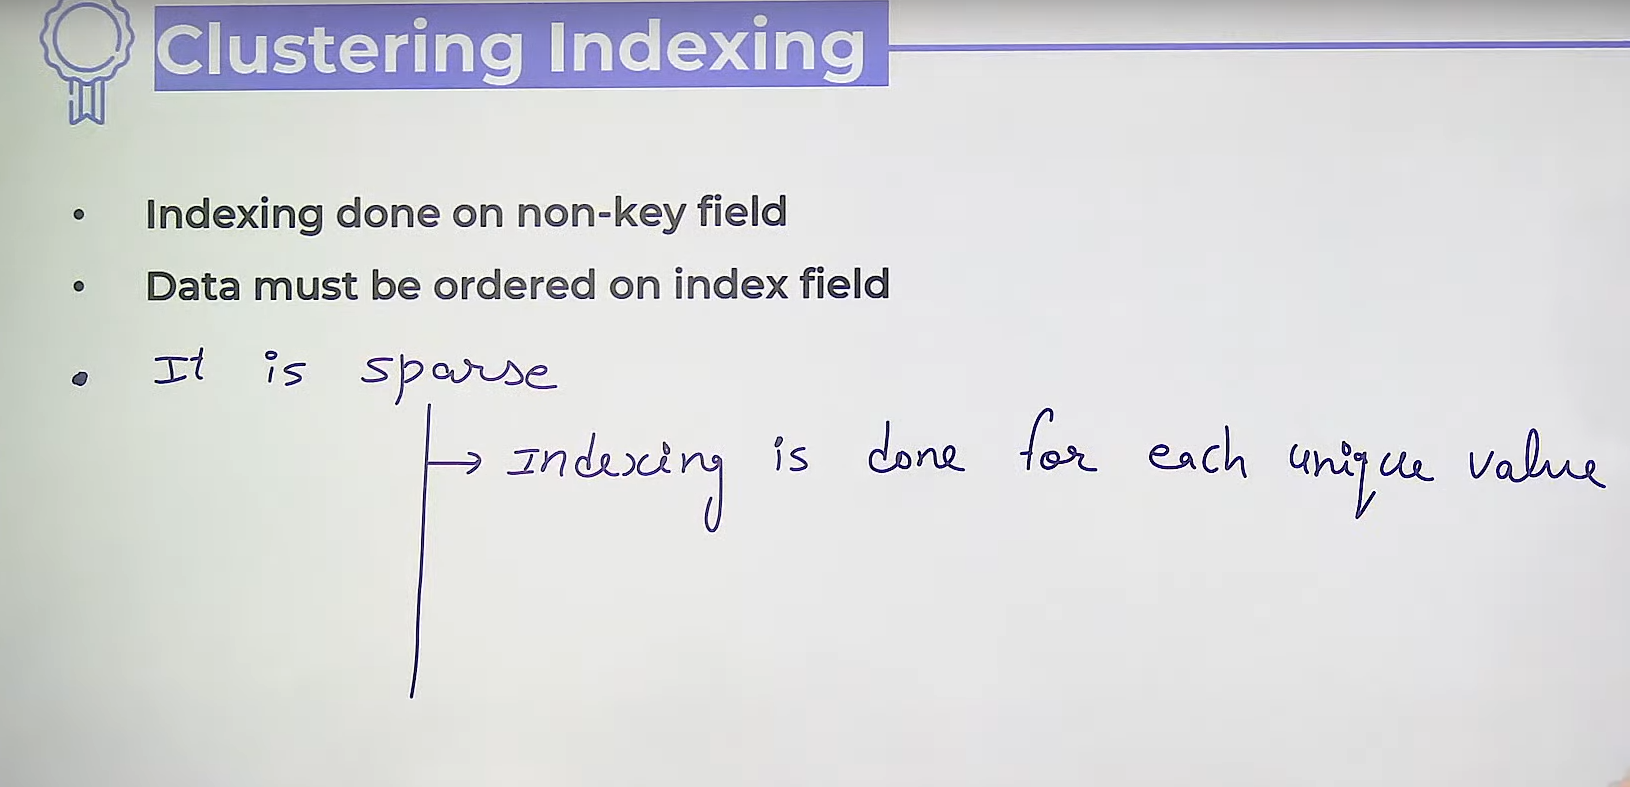 Clustering Indexing
• Indexing done on non-key field
• Data must be ordered on index field
• It is sparse
→ Indexing is done for each unique value